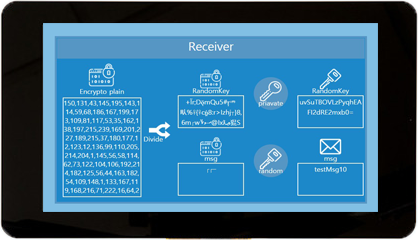 Receiver
Encrypto plain
150,131,43,145,195,143,1
14,59,68,186,167,199,17
3,109,81,117,53,35,162,1
38,197,215,239,169,201,2
27,189,215,37,180,177,1
2,123,12,136,99,110,205,
214,204,1,145,56,58,114,
62,73,122,104,106,192,21
4,182,125,56,44,163,182,
54,109,148,1,133,167,11
9,168,216,71,222,16,64,2
Divide
RandomKey
priavate
RandomKey
uvSuTBOVLzPyqhEA
FI2dRE2mxb0=
msg
random
msg
testMsg10